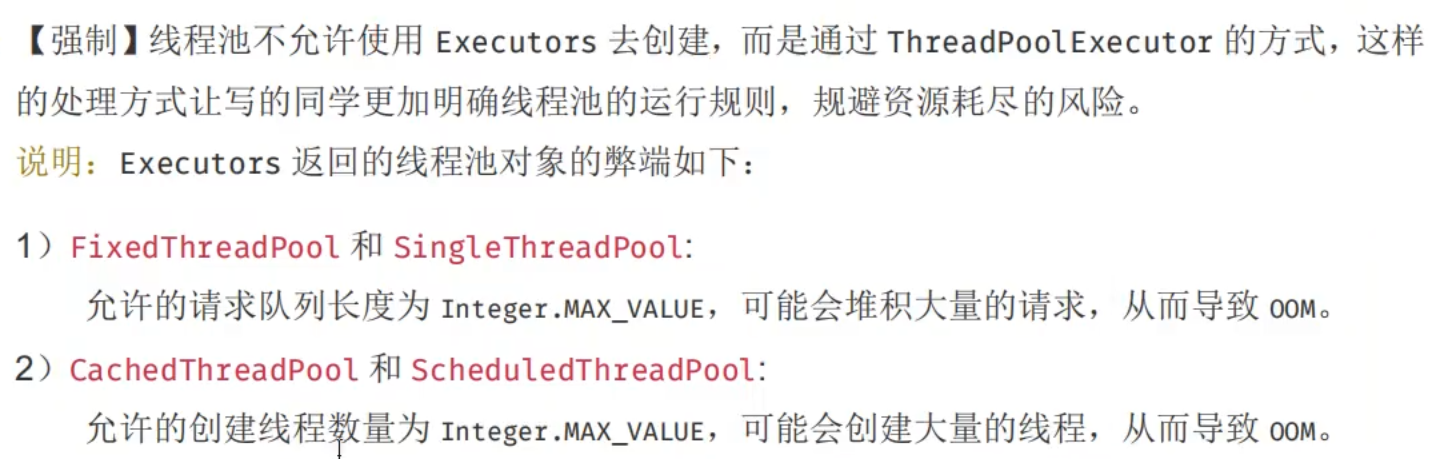 【强制】线程池不允许使用 Executors 去创建，而是通过 ThreadPoolExecutor 的方式，这样
的处理方式让写的同学更加明确线程池的运行规则，规避资源耗尽的风险。
说明：Executors 返回的线程池对象的弊端如下：
1）FixedThreadPool 和 SingleThreadPool:
允许的请求队列长度为 Integer.MAX_VALUE，可能会堆积大量的请求，从而导致 OOM。
2）CachedThreadPool 和 ScheduledThreadPool:
允许的创建线程数量为 Integer.MAX_VALUE，可能会创建大量的线程，从而导致 OOM。